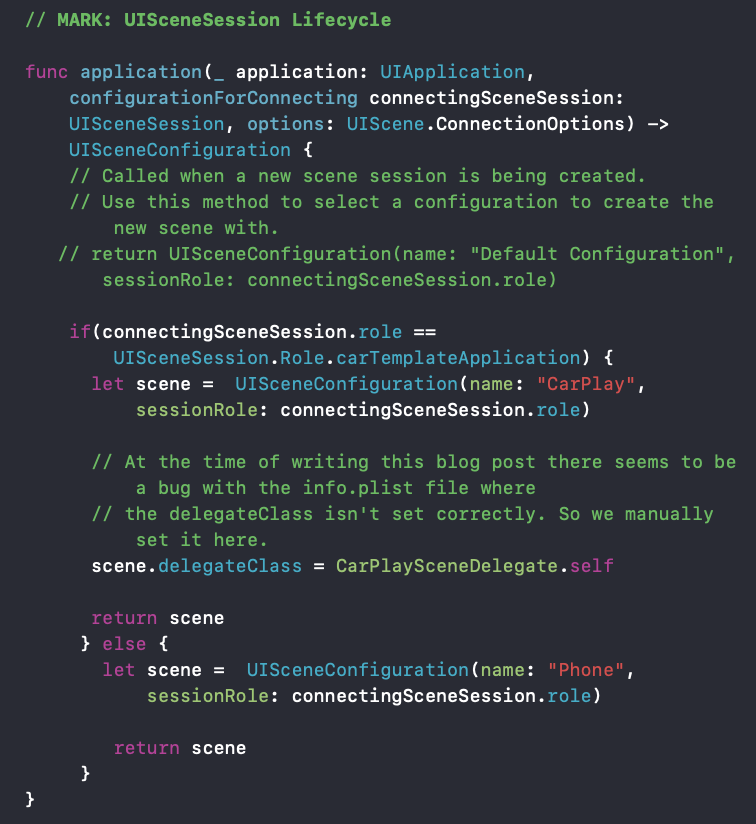 // MARK: UISceneSession Lifecycle
func application(_ application: UIApplication,
configurationForConnecting connectingSceneSession:
UISceneSession, options: UIScene.ConnectionOptions) ->
UISceneConfiguration {
// Called when a new scene session is being created.
// Use this method to select a configuration to create the
new scene with.
// return UISceneConfiguration(name: "Default Configuration",
sessionRole: connectingSceneSession.role)
if(connectingSceneSession.role ==
UISceneSession.Role.carTemplateApplication) {
let scene =  UISceneConfiguration(name: "CarPlay",
sessionRole: connectingSceneSession.role)
// At the time of writing this blog post there seems to be
a bug with the info.plist file where
// the delegateClass isn't set correctly. So we manually
set it here.
scene.delegateClass = CarPlaySceneDelegate.self
return scene
} else {
let scene =  UISceneConfiguration(name: "Phone",
sessionRole: connectingSceneSession.role)
return scene
}
}